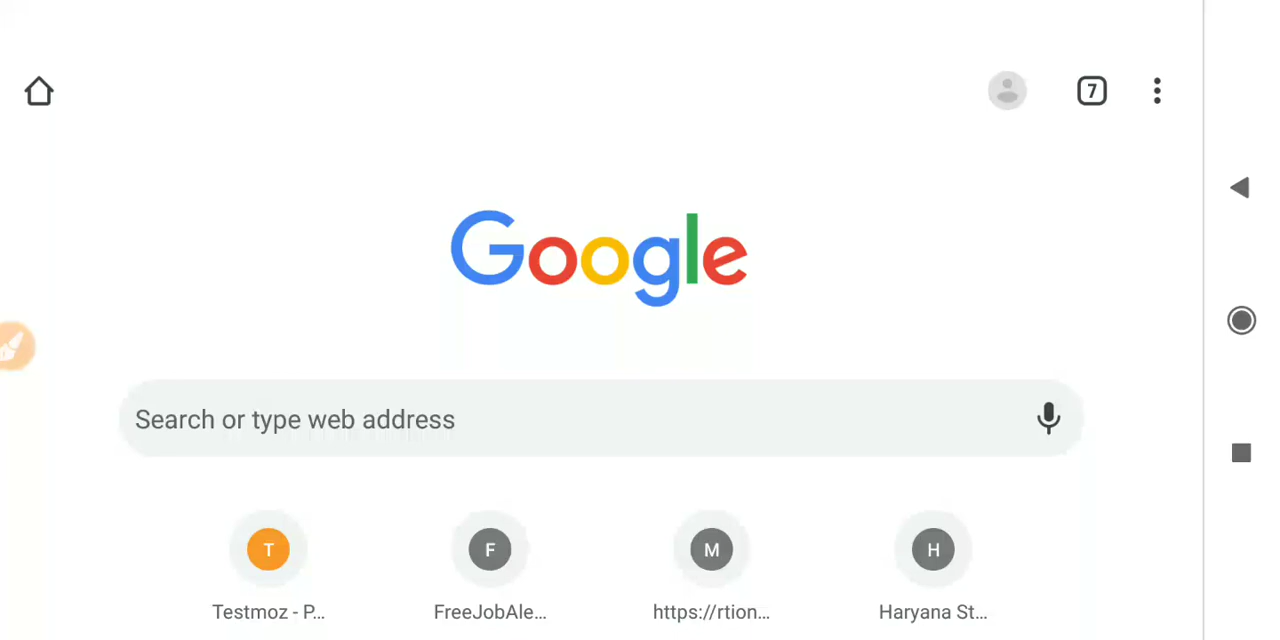 7
Google
Search or type web address
T F M H
Testmoz - P... FreeJobAle... https://rtion... Haryana St...